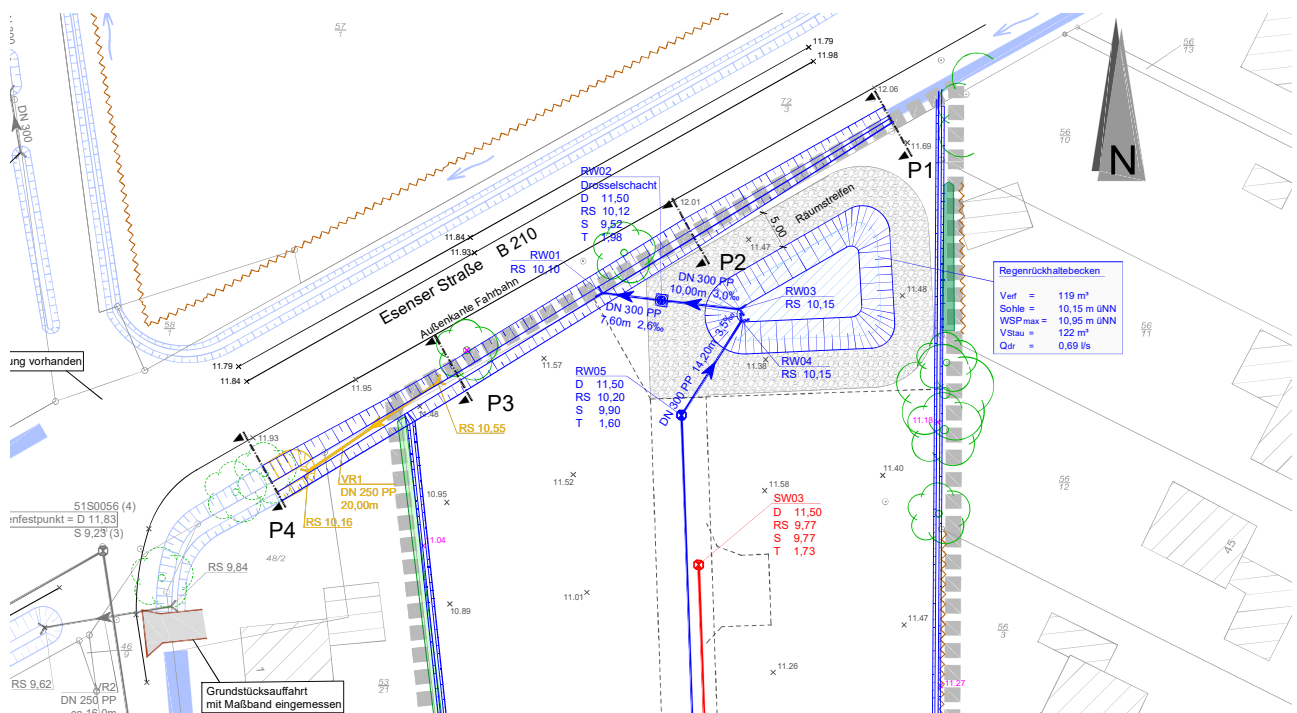 57
1
11.79
11.98
12.06
11.69
P1
72
3
56
13
56
10
N
DN 300
RW02
Drosselschacht
D 11,50
RS 10,12
S 9,52
T 1,98
12.01
Räumstreifen
5.00
11.47
P2
11.84
11.93
Esenser Straße B 210
Außenkante Fahrbahn
RW01
RS 10,10
DN 300 PP
10,00m 3,0‰
DN 300 PP
7,60m 2,6‰
RW03
RS 10,15
11.48
Regenrückhaltebecken
Verf = 119 m³
Sohle = 10,15 m üNN
WSPmax = 10,95 m üNN
VStau = 122 m³
Qdr = 0,69 l/s
56
11
58
1
ung vorhanden
11.79
11.84
11.95
11.57
11.38
RW04
RS 10,15
DN 300 PP 14,20m 3,5‰
RW05
D 11,50
RS 10,20
S 9,90
T 1,60
P3
11.48
RS 10,55
11.93
11.18
VR1
DN 250 PP
20,00m
RS 10,16
P4
10.95
11.52
11.58
11.40
56
12
SW03
D 11,50
RS 9,77
S 9,77
T 1,73
51S0056 (4)
enfestpunkt = D 11,83
S 9,23 (3)
11.04
48/2
RS 9,84
45
10.89
11.01
11.47
56
3
46
9
RS 9,62
VR2
DN 250 PP
Grundstücksauffahrt
mit Maßband eingemessen
53
21
11.26
11.27